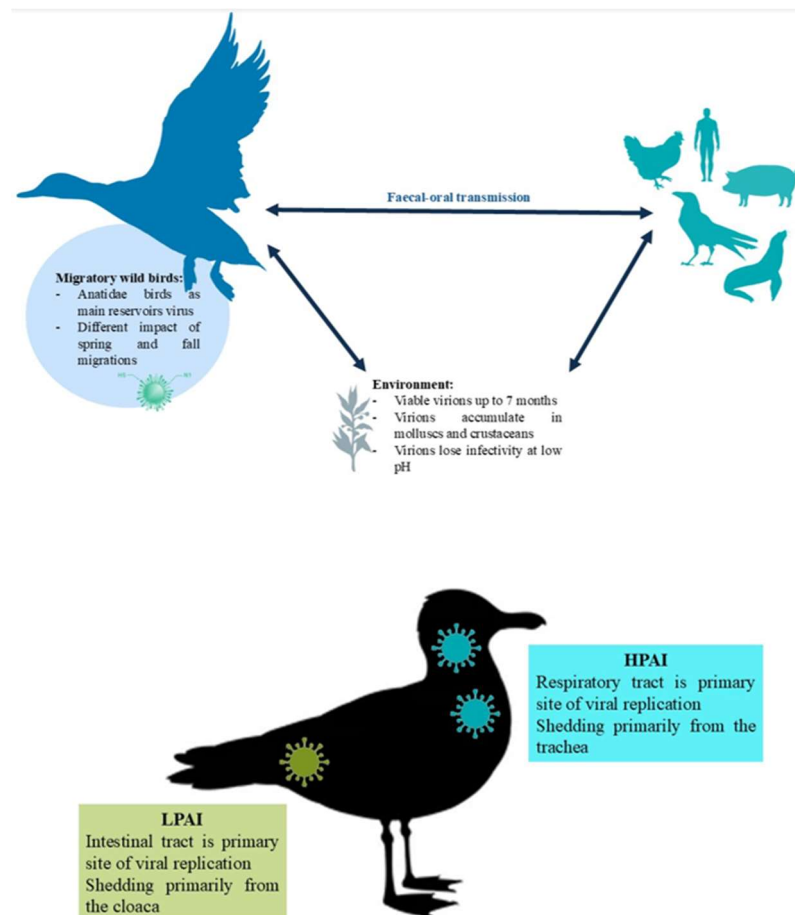 Faecal-oral transmission
Migratory wild birds:
- Anatidae birds as
main reservoirs virus
- Different impact of
spring and fall
migrations
Environment:
- Viable virions up to 7 months
- Virions accumulate in
molluscs and crustaceans
- Virions lose infectivity at low
pH
HPAI
Respiratory tract is primary
site of viral replication
Shedding primarily from the
trachea
LPAI
Intestinal tract is primary
site of viral replication
Shedding primarily from
the cloaca